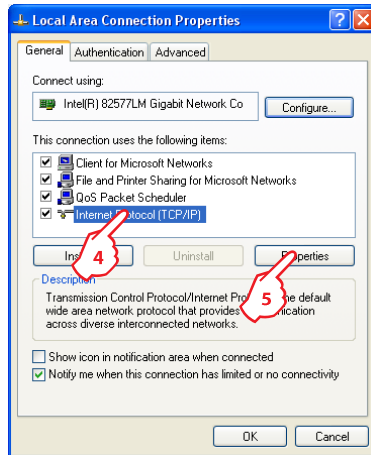 Local Area Connection Properties
General Authentication Advanced
Connect using:
Intel(R) 82577LM Gigabit Network Co Configure...
This connection uses the following items:
Client for Microsoft Networks
File and Printer Sharing for Microsoft Networks
QoS Packet Scheduler
Internet Protocol (TCP/IP)
4
Uninstall Properties
5
Description
Transmission Control Protocol/Internet default
wide area network protocol that provides
across diverse interconnected networks.
Show icon in notification area when connected
Notify me when this connection has limited or no connectivity
OK Cancel